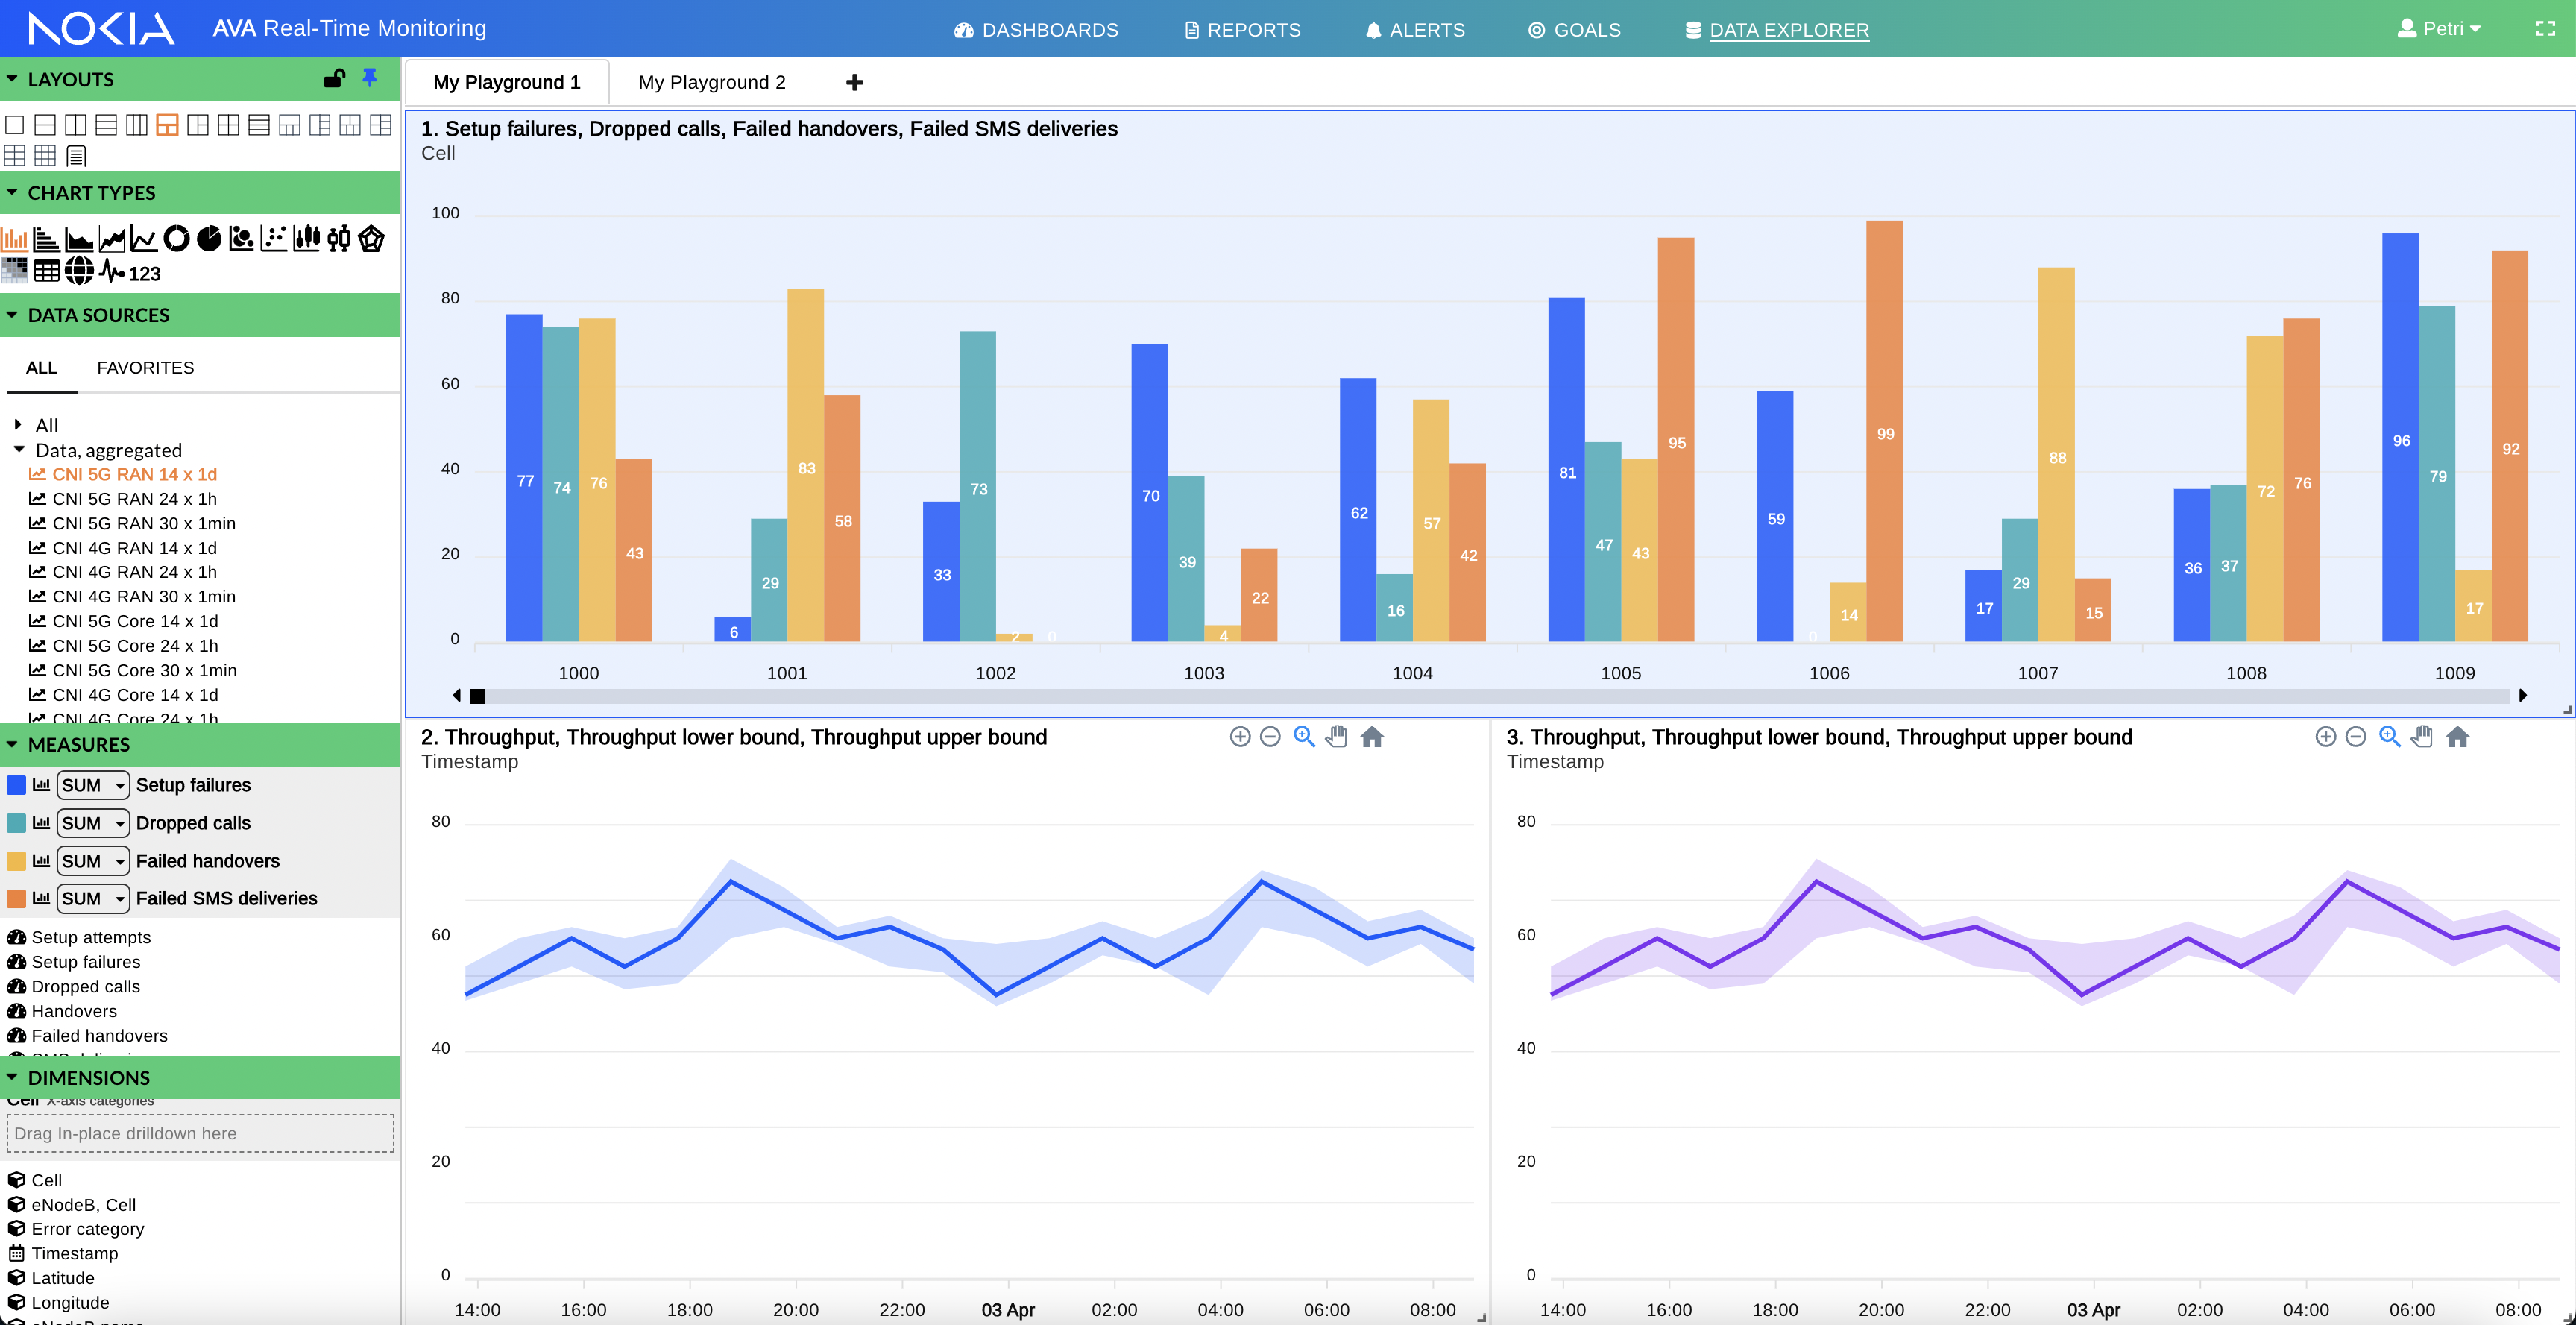 NOKIA
AVA Real-Time Monitoring
DASHBOARDS
REPORTS
ALERTS
GOALS
DATA EXPLORER
Petri
LAYOUTS
CHART TYPES
123
DATA SOURCES
ALL
FAVORITES
All
Data, aggregated
CNI 5G RAN 14 x 1d
CNI 5G RAN 24 x 1h
CNI 5G RAN 30 x 1min
CNI 4G RAN 14 x 1d
CNI 4G RAN 24 x 1h
CNI 4G RAN 30 x 1min
CNI 5G Core 14 x 1d
CNI 5G Core 24 x 1h
CNI 5G Core 30 x 1min
CNI 4G Core 14 x 1d
CNI 4G Core 24 x 1h
MEASURES
SUM Setup failures
SUM Dropped calls
SUM Failed handovers
SUM Failed SMS deliveries
Setup attempts
Setup failures
Dropped calls
Handovers
Failed handovers
DIMENSIONS
Cell X-axis categories
Drag In-place drilldown here
Cell
eNodeB, Cell
Error category
Timestamp
Latitude
Longitude
My Playground 1
My Playground 2
1. Setup failures, Dropped calls, Failed handovers, Failed SMS deliveries
Cell
100
80
60
40
20
0
77 74 76 43
6 29 83 58
33 73 2 0
70 39 4 22
62 16 57 42
81 47 43 95
59 0 14 99
17 29 88 15
36 37 72 76
96 79 17 92
1000 1001 1002 1003 1004 1005 1006 1007 1008 1009
2. Throughput, Throughput lower bound, Throughput upper bound
Timestamp
80
60
40
20
0
14:00 16:00 18:00 20:00 22:00 03 Apr 02:00 04:00 06:00 08:00
3. Throughput, Throughput lower bound, Throughput upper bound
Timestamp
80
60
40
20
0
14:00 16:00 18:00 20:00 22:00 03 Apr 02:00 04:00 06:00 08:00